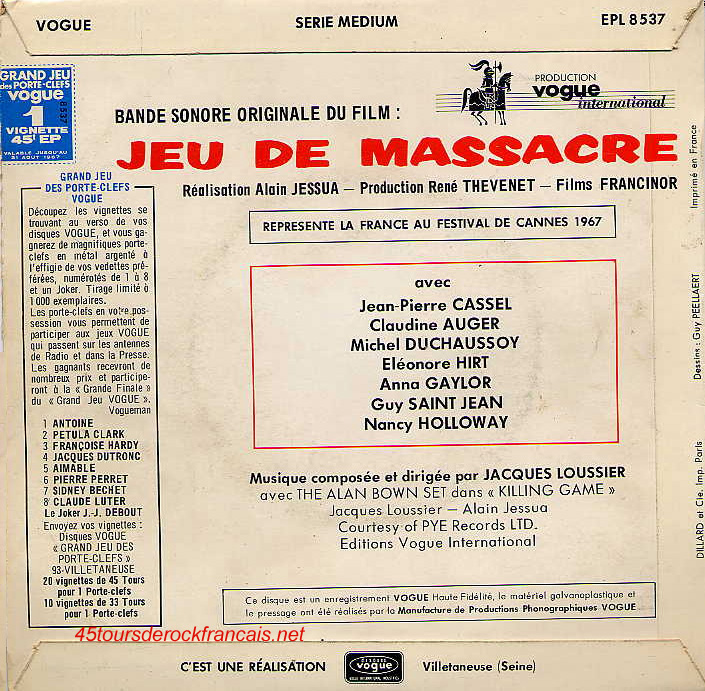 VOGUE
SERIE MEDIUM
EPL 8537
GRAND JEU
des PORTE-CLEFS
vogue
1
8537
VIGNETTE
45t EP
VALABLE JUSQU'AU
31 AOUT 1967
PRODUCTION
vogue
international
BANDE SONORE ORIGINALE DU FILM :
JEU DE MASSACRE
Réalisation Alain JESSUA — Production René THEVENET — Films FRANCINOR
REPRESENTE LA FRANCE AU FESTIVAL DE CANNES 1967
avec
Jean-Pierre CASSEL
Claudine AUGER
Michel DUCHAUSSOY
Eléonore HIRT
Anna GAYLOR
Guy SAINT JEAN
Nancy HOLLOWAY
Musique composée et dirigée par JACQUES LOUSSIER
avec THE ALAN BOWN SET dans « KILLING GAME »
Jacques Loussier — Alain Jessua
Courtesy of PYE Records LTD.
Editions Vogue International
GRAND JEU
DES PORTE-CLEFS
VOGUE
Découpez les vignettes se
trouvant au verso de vos
disques VOGUE, et vous ga-
gnerez de magnifiques porte-
clefs en métal argenté à
l'effigie de vos vedettes pré-
férées, numérotés de 1 à 8
et un Joker. Tirage limité à
1000 exemplaires.
Les porte-clefs en votre pos-
session vous permettent de
participer aux jeux VOGUE
qui passent sur les antennes
de Radio et dans la Presse.
Les gagnants recevront de
nombreux prix et participe-
ront à la « Grande Finale »
du « Grand Jeu VOGUE ».
Vogueman
1 ANTOINE
2 PETULA CLARK
3 FRANÇOISE HARDY
4 JACQUES DUTRONC
5 AIMABLE
6 PIERRE PERRET
7 SIDNEY BECHET
8 CLAUDE LUTER
Le Joker J.-J. DEBOUT
Envoyez vos vignettes :
Disques VOGUE
« GRAND JEU DES
PORTE-CLEFS »
93-VILLETANEUSE
20 vignettes de 45 Tours
pour 1 Porte-clefs
10 vignettes de 33 Tours
pour 1 Porte-clefs
Ce disque est un enregistrement VOGUE Haute Fidélité, le matériel galvanoplastique et
le pressage ont été réalisés par la Manufacture de Productions Phonographiques VOGUE
45toursderockfrancais.net
C'EST UNE RÉALISATION
DISQUES
vogue
Villetaneuse (Seine)
Imprimé en France
Dessins : Guy PEELLAERT
DILLARD et Cie. Imp. Paris